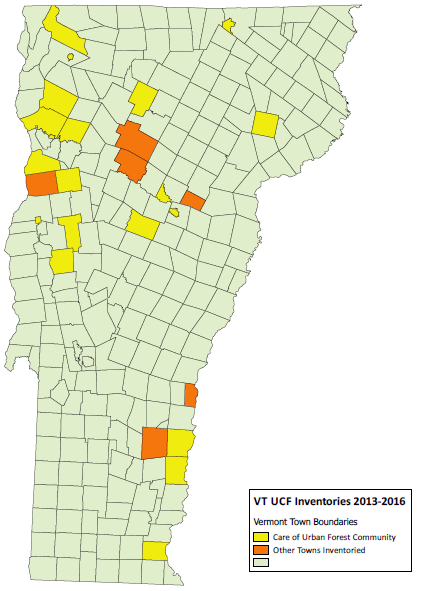 VT UCF Inventories 2013-2016
Vermont Town Boundaries
Care of Urban Forest Community
Other Towns Inventoried